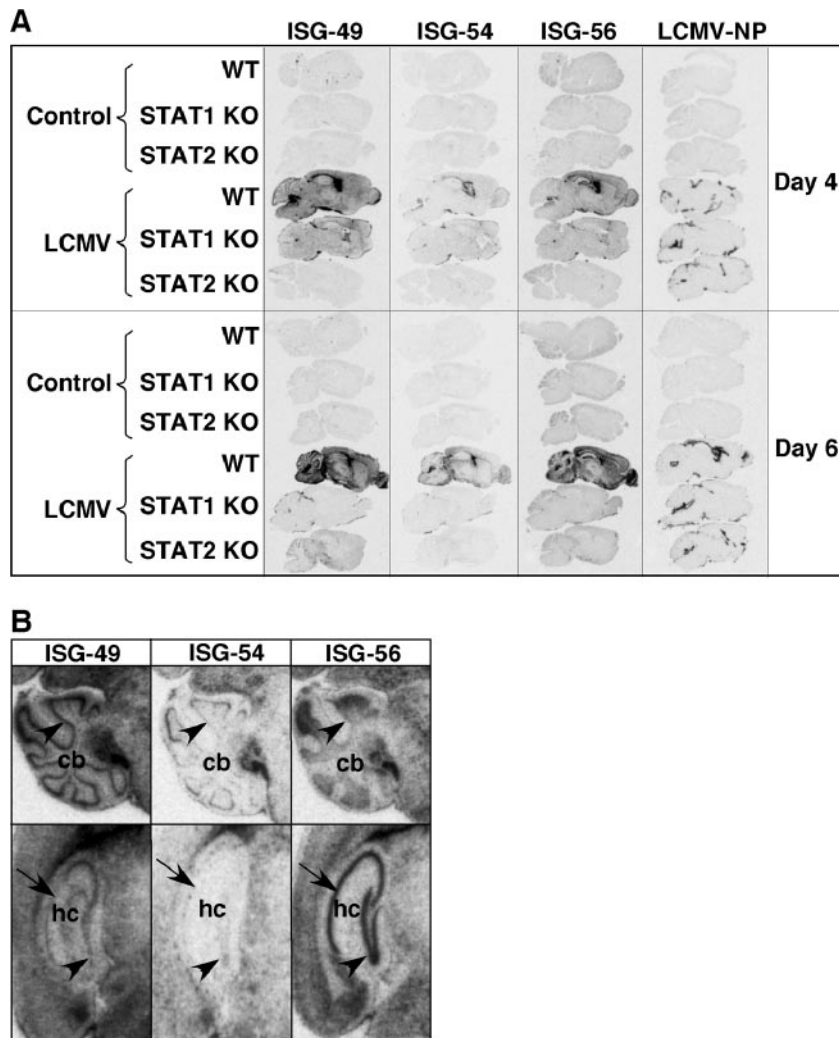 A
ISG-49 ISG-54 ISG-56 LCMV-NP
Control
WT
STAT1 KO
STAT2 KO
LCMV
WT
STAT1 KO
STAT2 KO
Day 4
Control
WT
STAT1 KO
STAT2 KO
LCMV
WT
STAT1 KO
STAT2 KO
Day 6
B
ISG-49 ISG-54 ISG-56
cb cb cb
hc hc hc